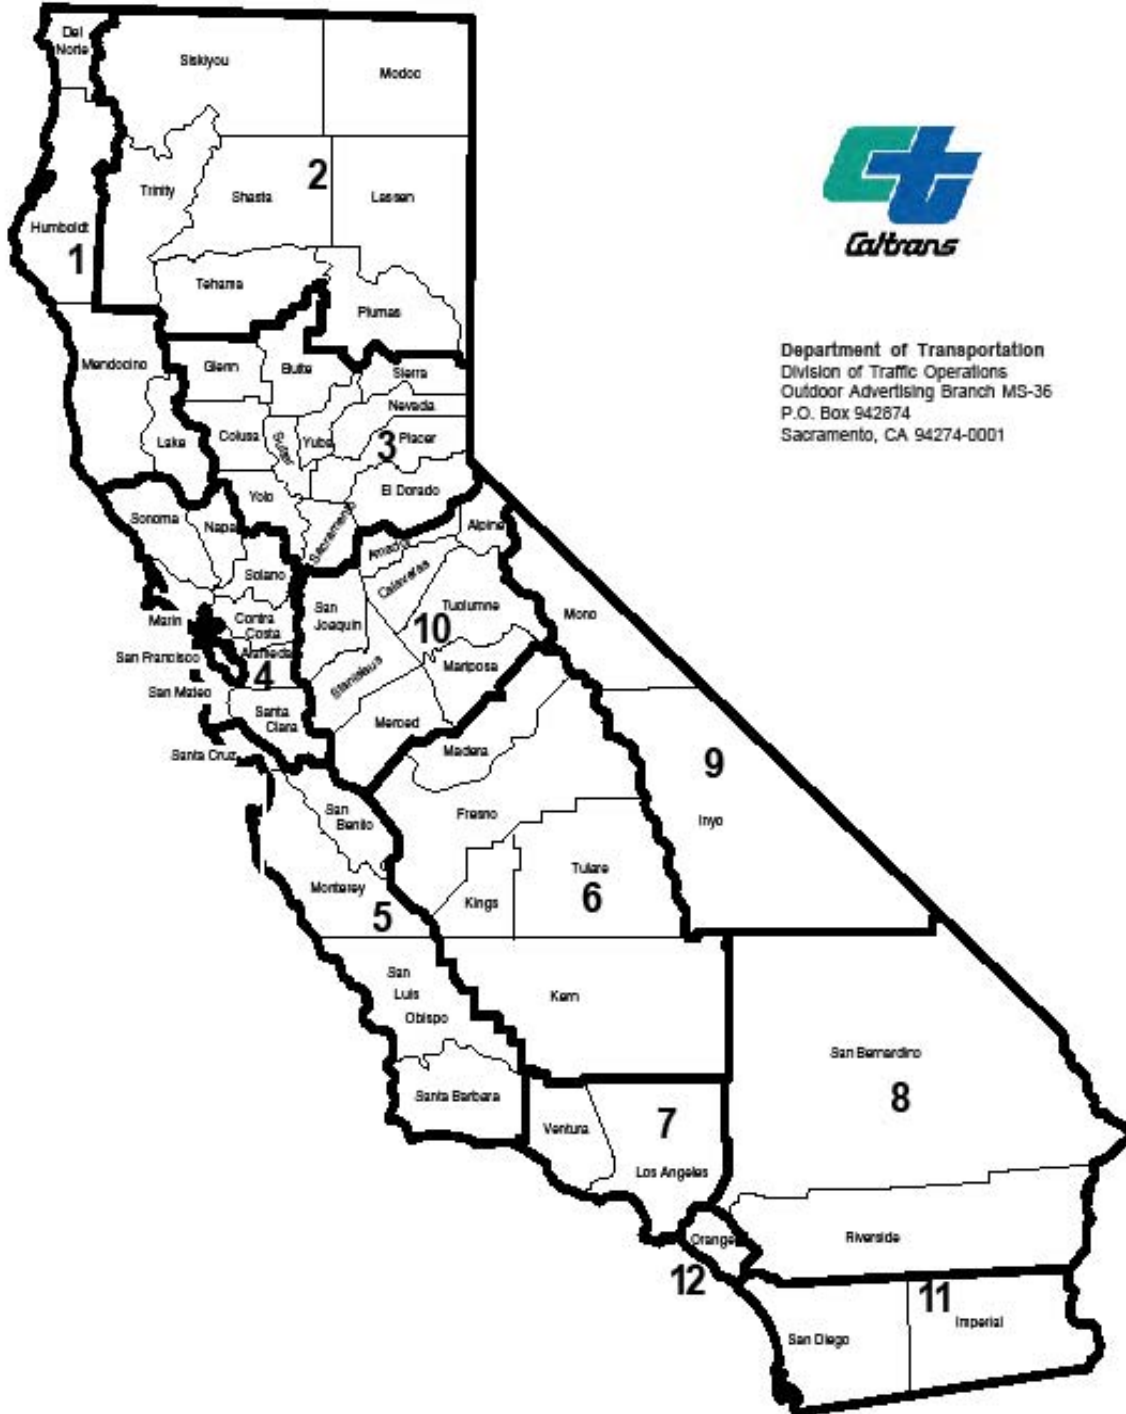 Del
Norte
Siskiyou
Modoc
Trinity
Shasta
2
Lassen
Humboldt
1
Tehama
Plumas
Caltrans
Department of Transportation
Division of Traffic Operations
Outdoor Advertising Branch MS-36
P.O. Box 942874
Sacramento, CA 94274-0001
Mendocino
Glenn
Butte
Sierra
Nevada
Lake
Colusa
Sutter
Yuba
3
Placer
Yolo
El Dorado
Sonoma
Napa
Sacramento
Alpine
Amador
Solano
Calaveras
Marin
Contra
Costa
San
Joaquin
10
Tuolumne
Mono
San Francisco
Alameda
4
Stanislaus
Mariposa
San Mateo
Santa
Clara
Merced
Santa Cruz
Madera
9
San
Benito
Fresno
Inyo
Monterey
5
Kings
Tulare
6
San
Luis
Obispo
Kern
San Bernardino
8
Santa Barbara
Ventura
7
Los Angeles
Orange
12
Riverside
11
San Diego
Imperial